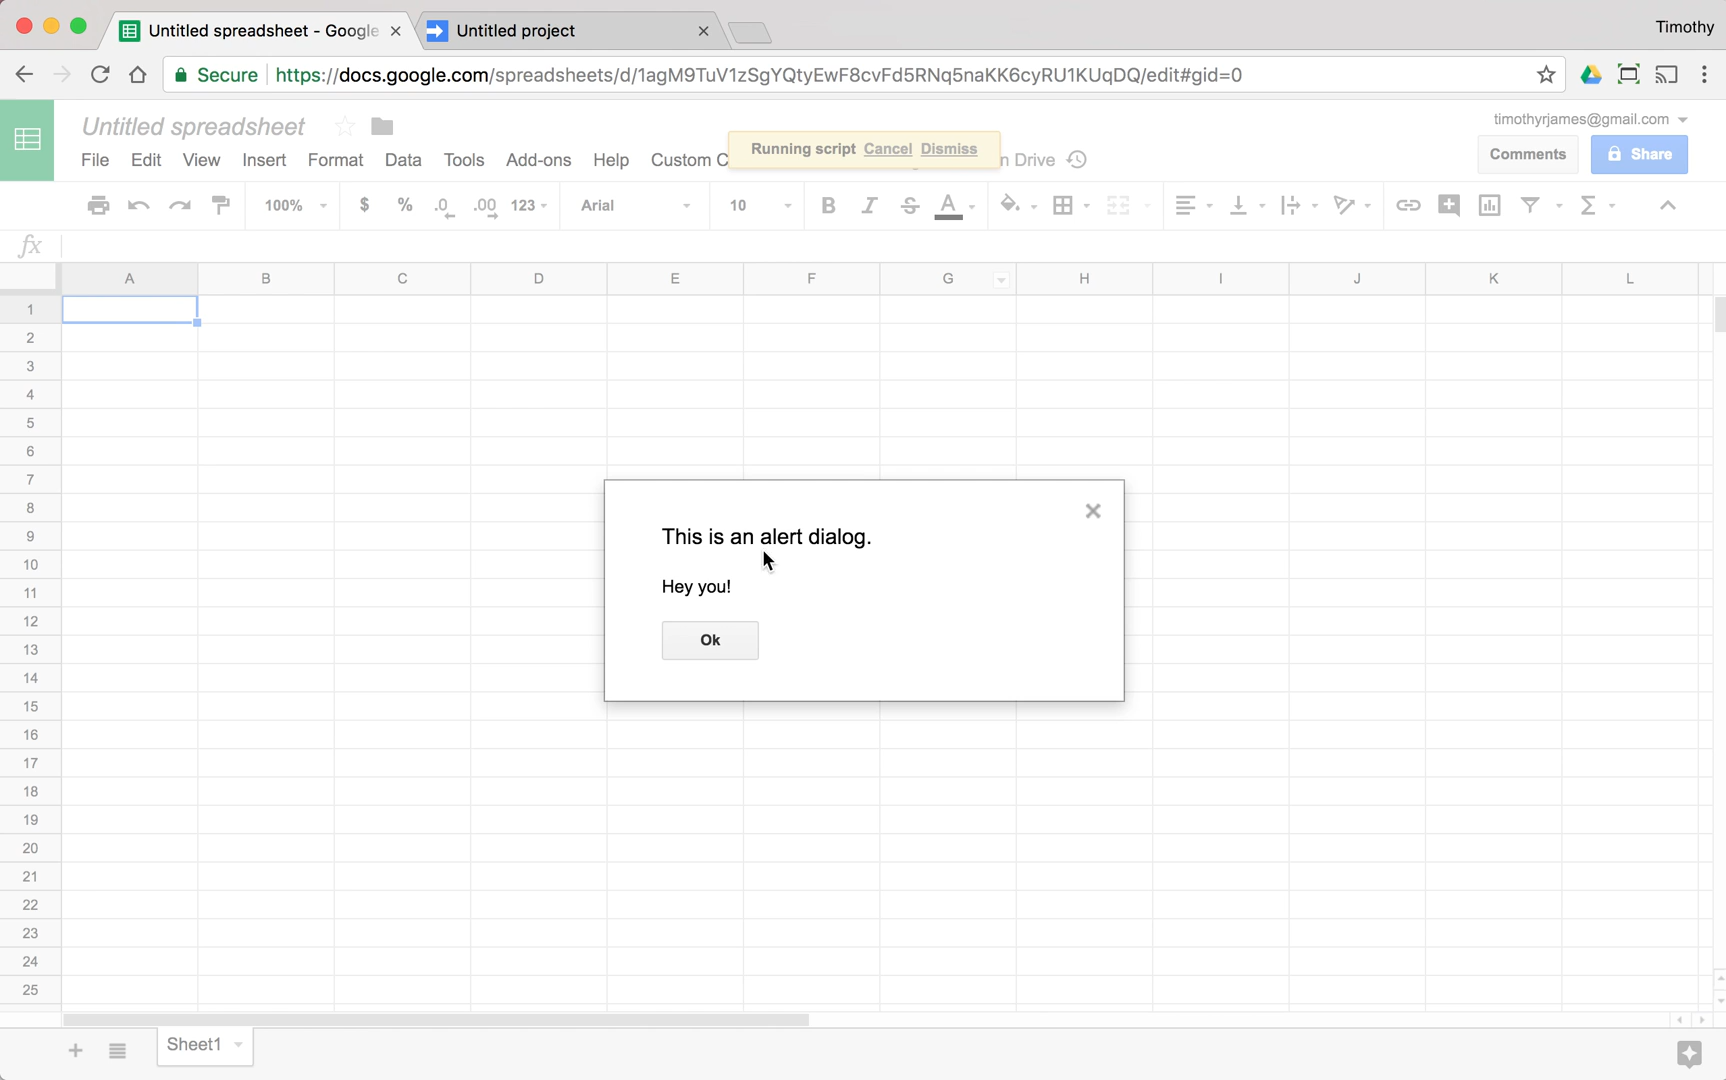 Untitled spreadsheet - Google
Untitled project
Timothy
Secure https://docs.google.com/spreadsheets/d/1agM9TuV1zSgYQtyEwF8cvFd5RNq5naKK6cyRU1KUqDQ/edit#gid=0
Untitled spreadsheet
timothyrjames@gmail.com
File Edit View Insert Format Data Tools Add-ons Help Custom C
Running script Cancel Dismiss
n Drive
Comments
Share
100% $ % .0 .00 123 Arial 10 B I S A Σ
fx
A B C D E F G H I J K L
1
2
3
4
5
6
7
8
9
10
11
12
13
14
15
16
17
18
19
20
21
22
23
24
25
This is an alert dialog.
Hey you!
Ok
Sheet1